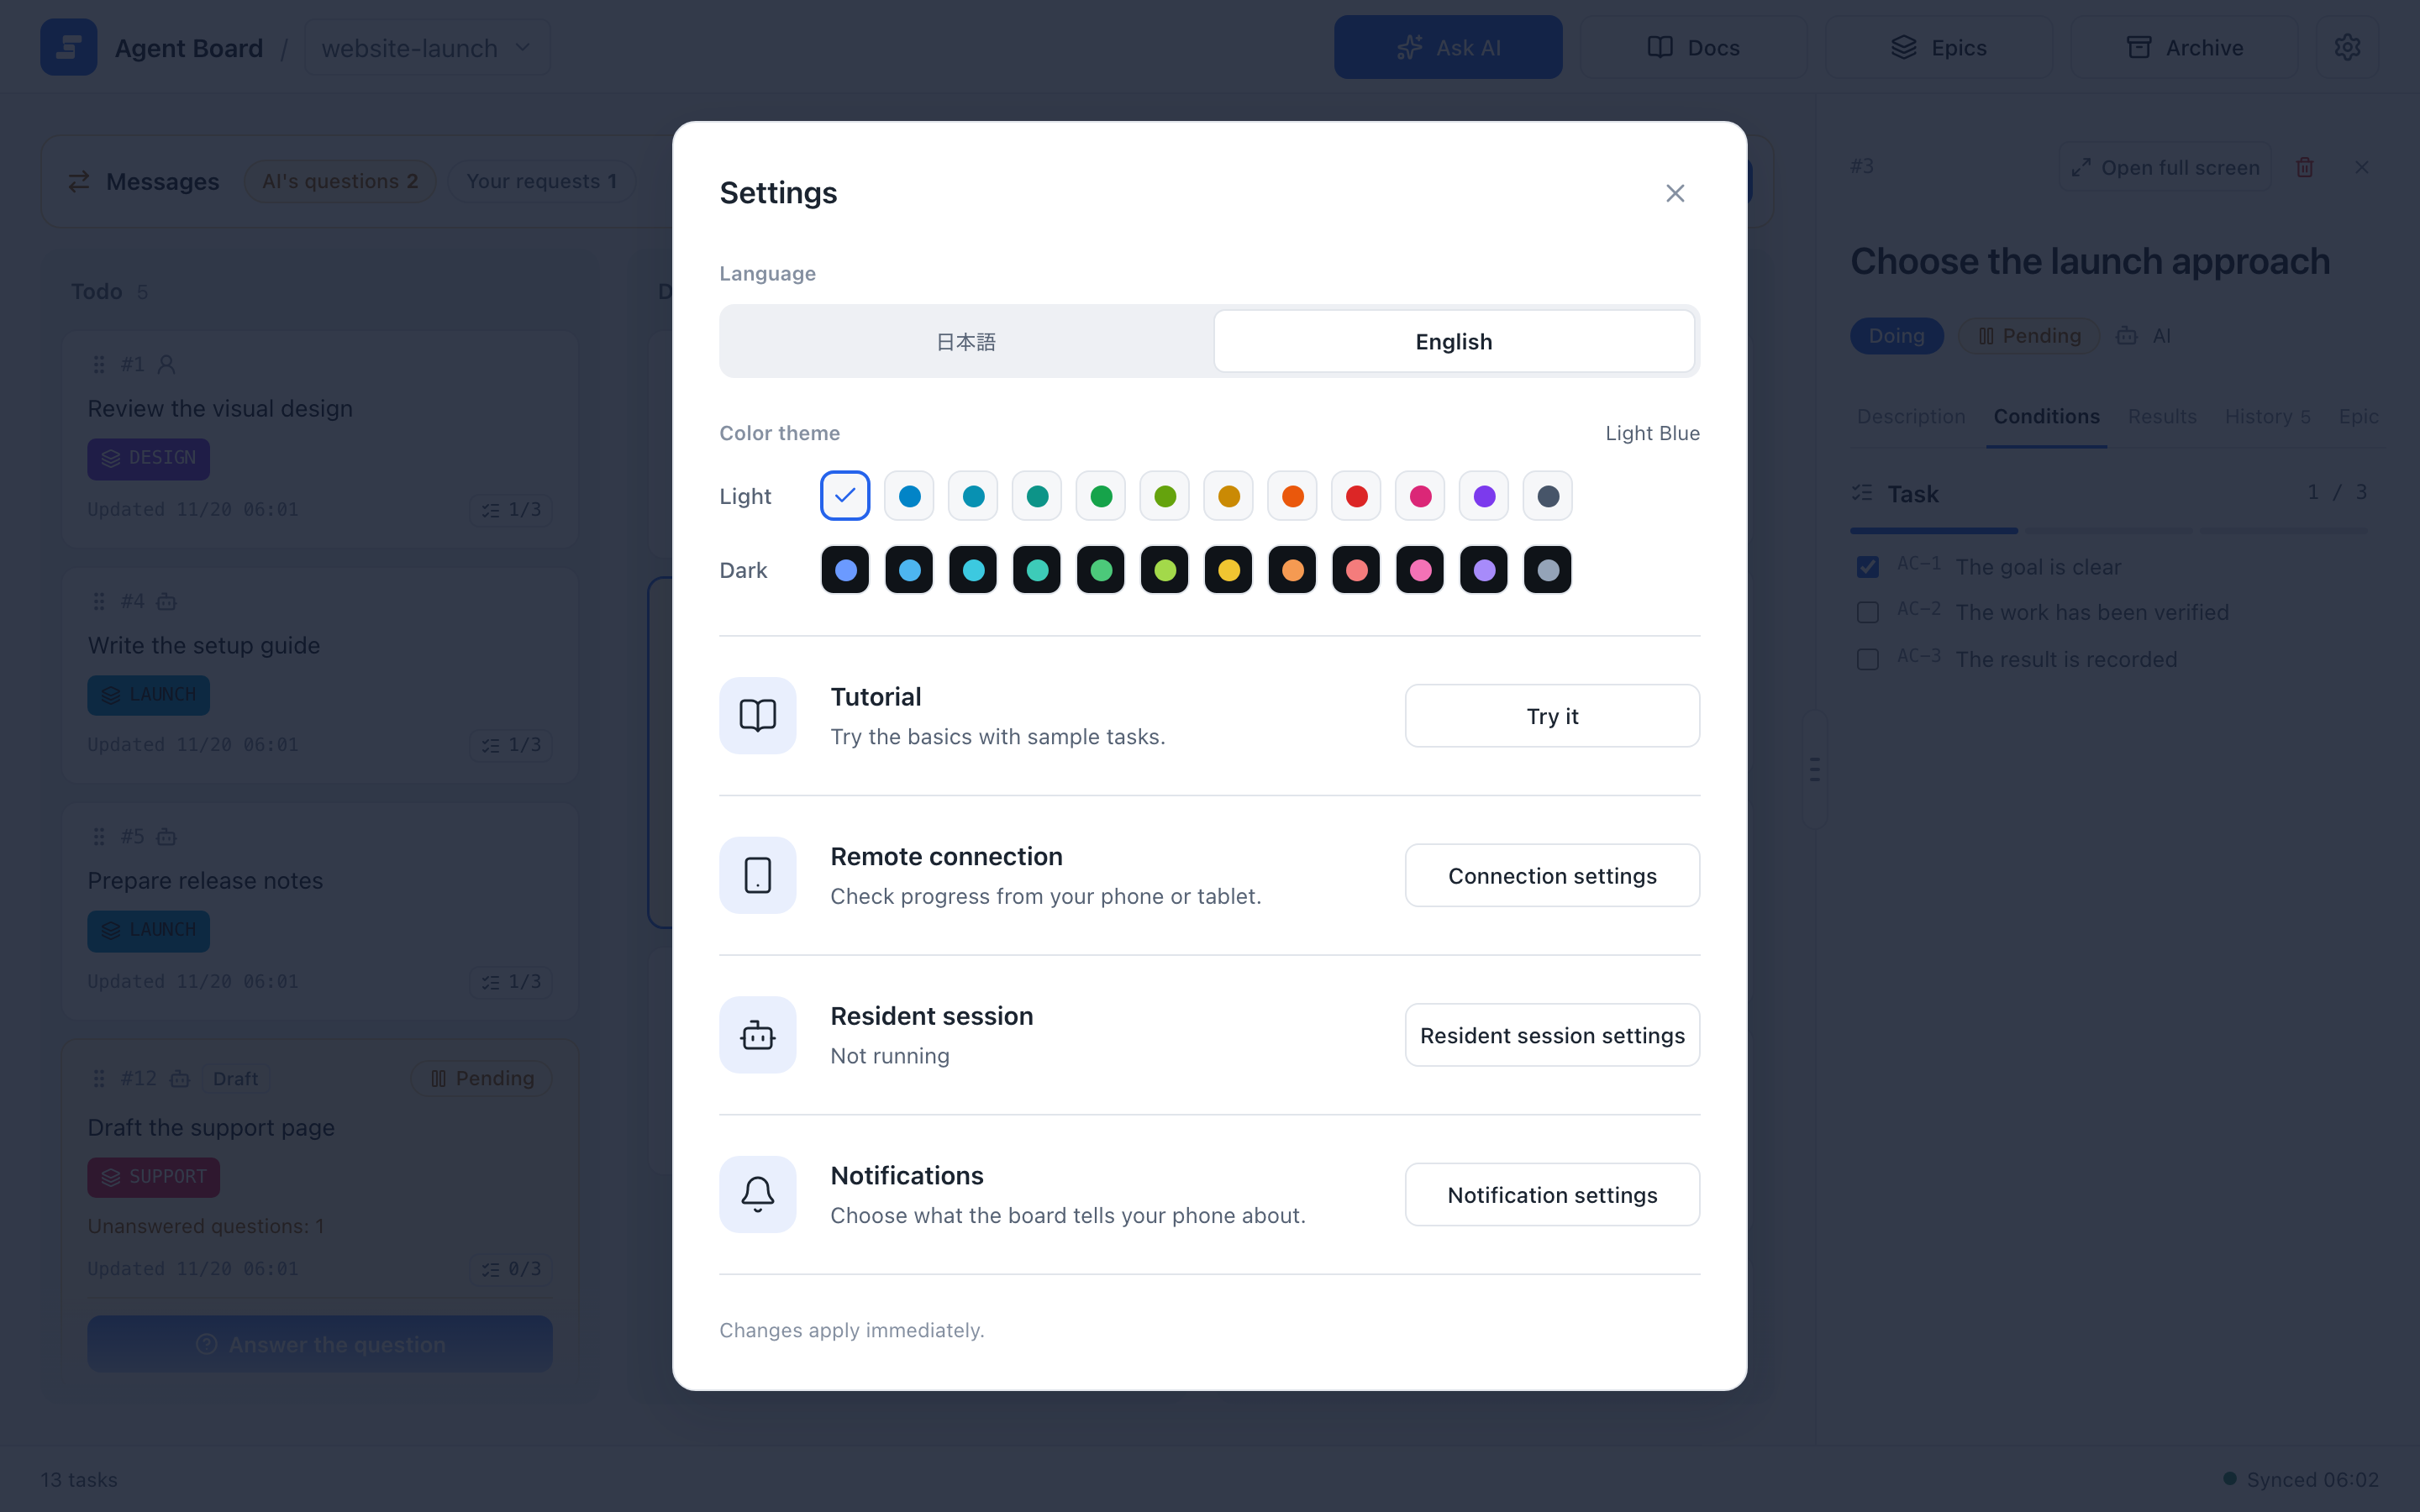 Agent Board / website-launch
Ask AI
Docs
Epics
Archive
Messages
AI's questions 2
Your requests 1
Todo 5
#1
Review the visual design
DESIGN
Updated 11/20 06:01
1/3
#4
Write the setup guide
LAUNCH
Updated 11/20 06:01
1/3
#5
Prepare release notes
LAUNCH
Updated 11/20 06:01
1/3
#12
Draft
Pending
Draft the support page
SUPPORT
Unanswered questions: 1
Updated 11/20 06:01
0/3
Answer the question
Settings
Language
日本語
English
Color theme
Light Blue
Light
Dark
Tutorial
Try the basics with sample tasks.
Try it
Remote connection
Check progress from your phone or tablet.
Connection settings
Resident session
Not running
Resident session settings
Notifications
Choose what the board tells your phone about.
Notification settings
Changes apply immediately.
#3
Open full screen
Choose the launch approach
Doing
Pending
AI
Description
Conditions
Results
History 5
Epic
Task
1 / 3
AC-1 The goal is clear
AC-2 The work has been verified
AC-3 The result is recorded
13 tasks
Synced 06:02